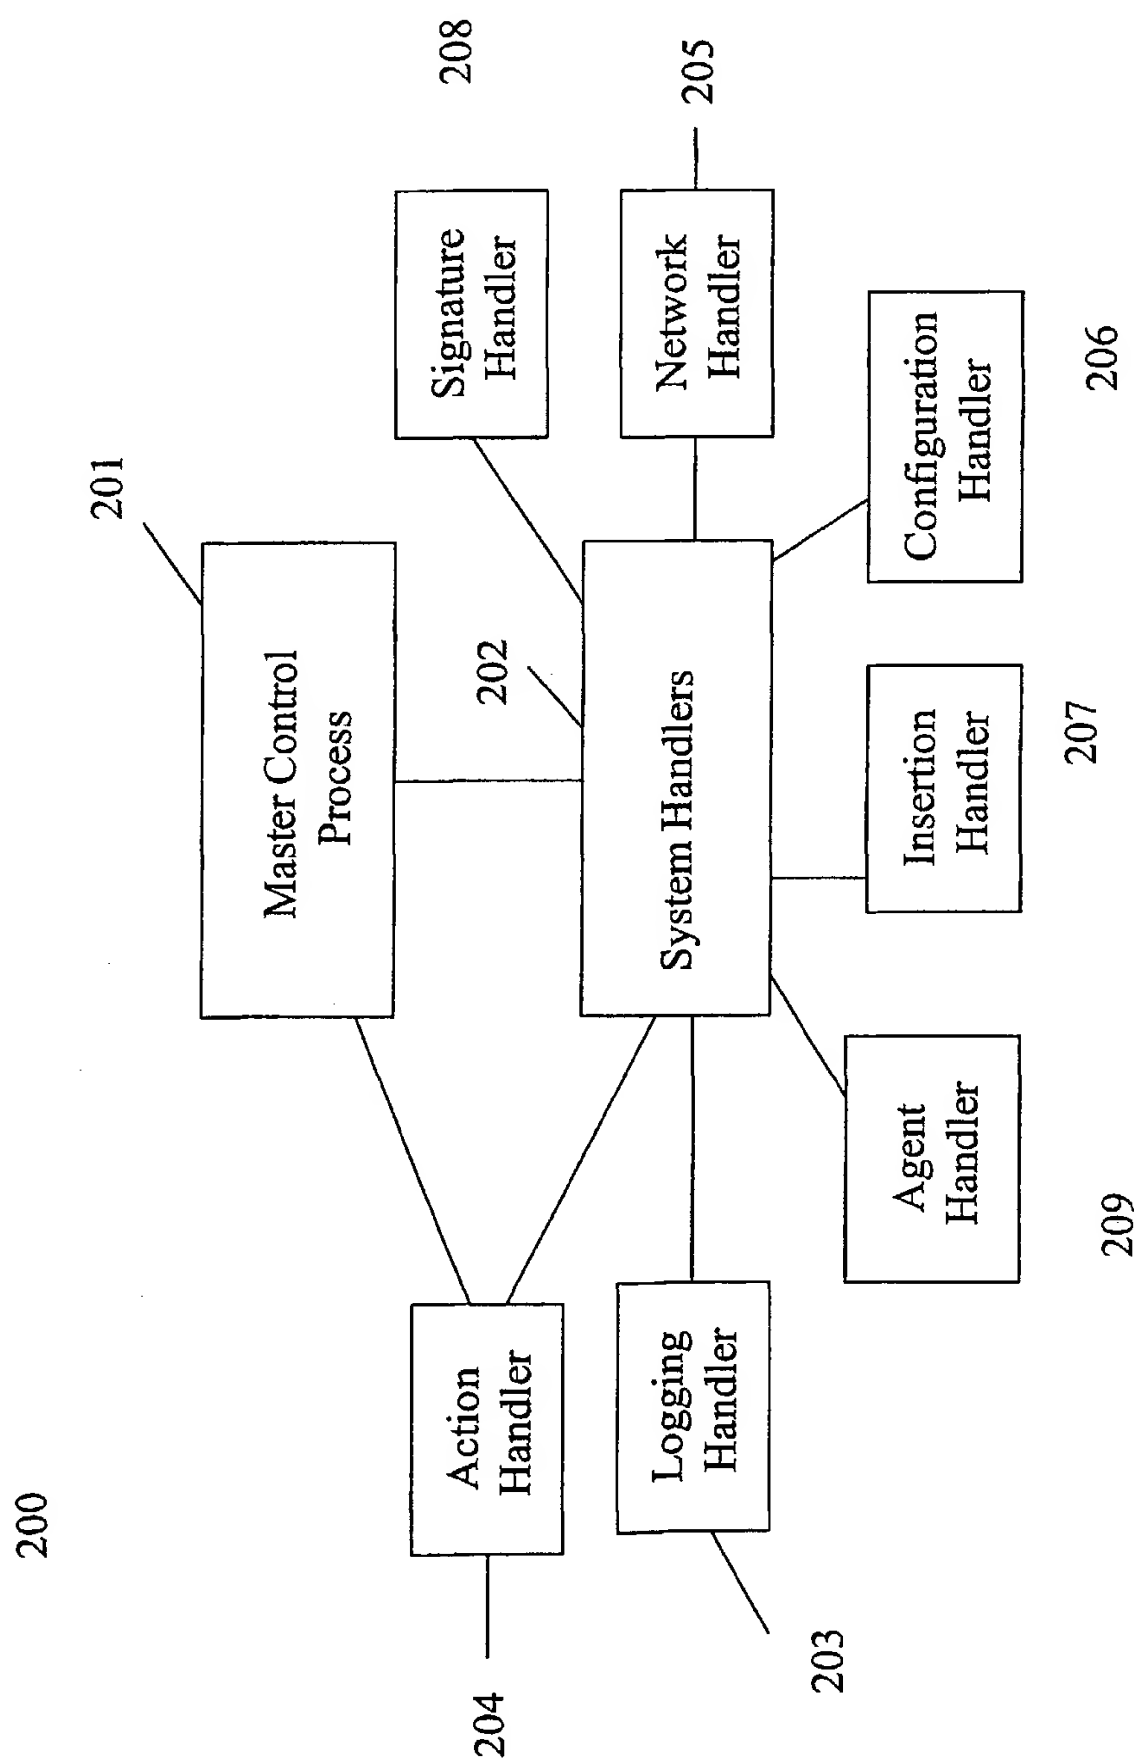 200
201
Master Control
Process
208
204
Action
Handler
202
Signature
Handler
System Handlers
Logging
Handler
Network
Handler
205
203
Agent
Handler
Insertion
Handler
Configuration
Handler
209
207
206